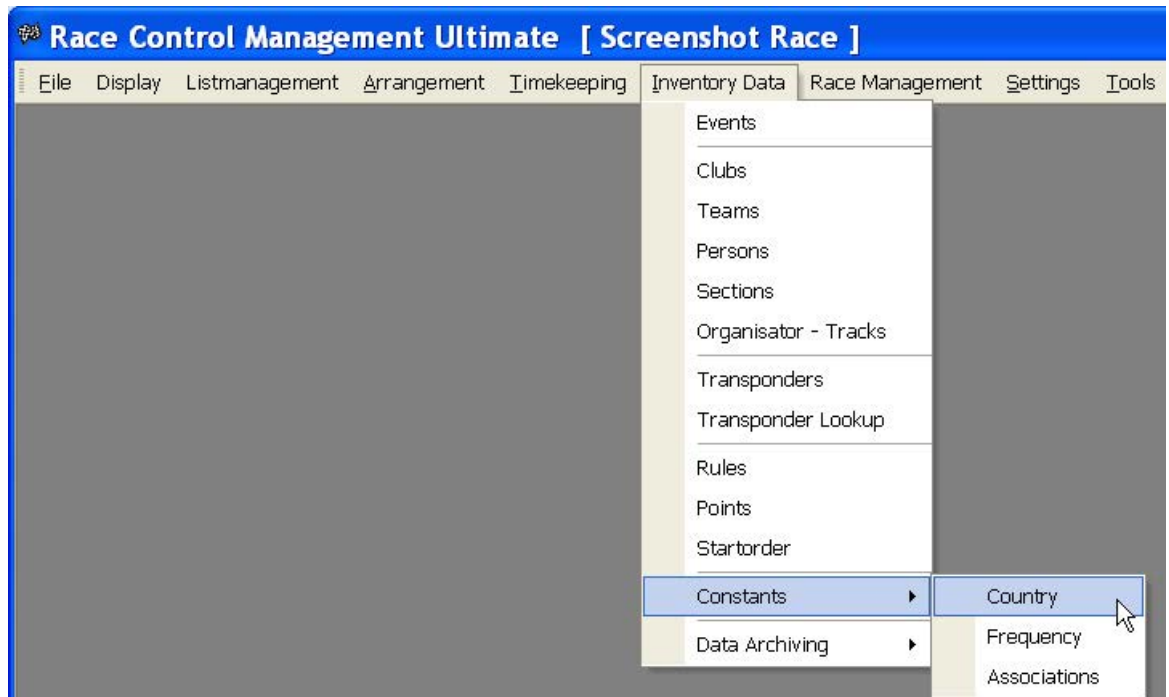 Race Control Management Ultimate [ Screenshot Race ]
File Display Listmanagement Arrangement Timekeeping Inventory Data Race Management Settings Tools
Events
Clubs
Teams
Persons
Sections
Organisator - Tracks
Transponders
Transponder Lookup
Rules
Points
Startorder
Constants
Data Archiving
Country
Frequency
Associations